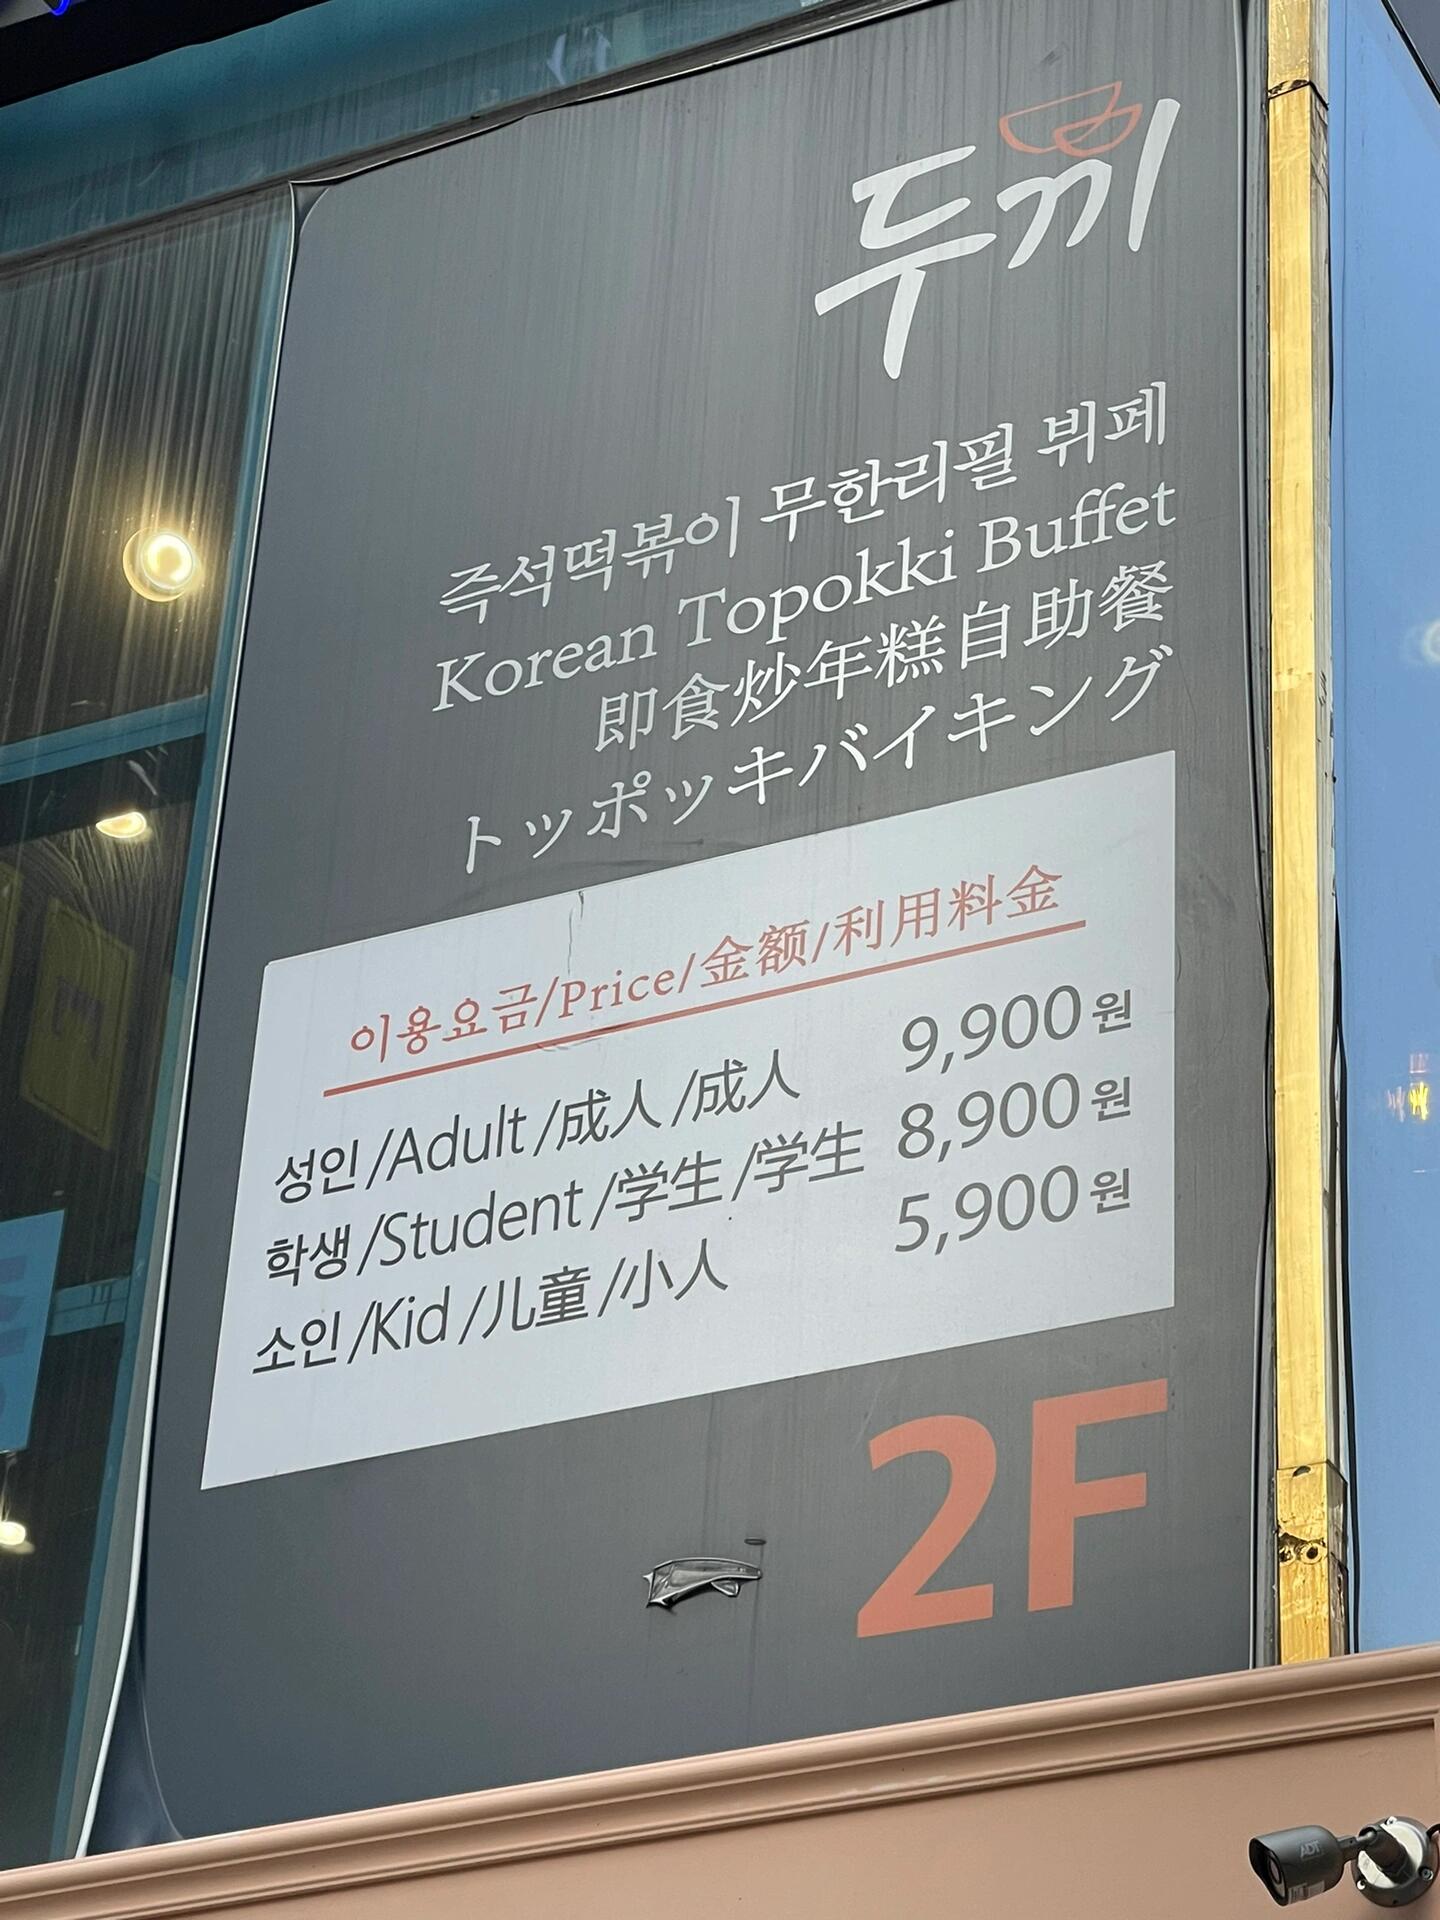 두끼
즉석떡볶이 무한리필 뷔페
Korean Topokki Buffet
即食炒年糕自助餐
トッポッキバイキング
이용요금/Price/金额/利用料金
성인/Adult/成人/成人 9,900원
학생/Student/学生/学生 8,900원
소인/Kid/儿童/小人 5,900원
2F
ADT